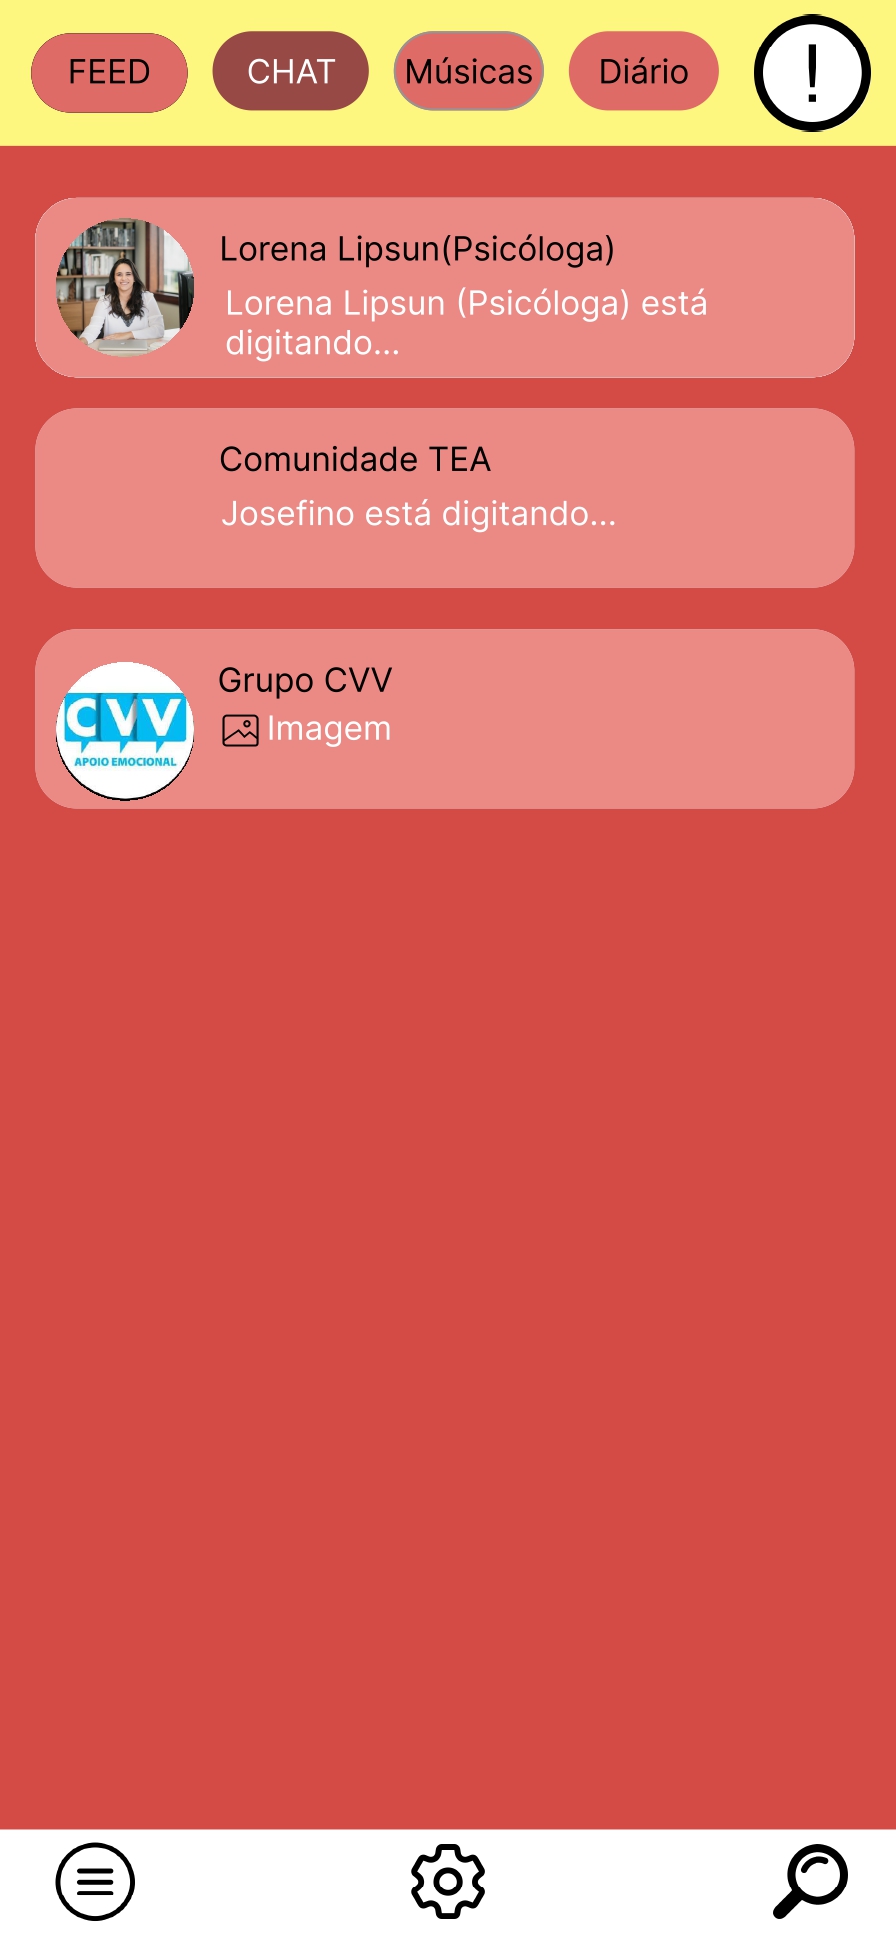 FEED
CHAT
Músicas
Diário
!
Lorena Lipsun(Psicóloga)
Lorena Lipsun (Psicóloga) está
digitando...
Comunidade TEA
Josefino está digitando...
Grupo CVV
Imagem
CVV
APOIO EMOCIONAL